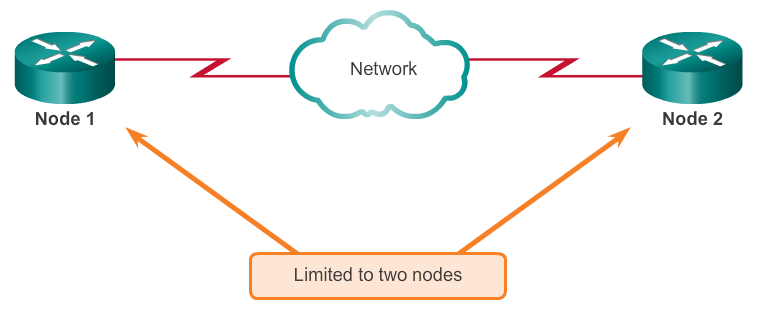 Network
Node 1
Node 2
Limited to two nodes